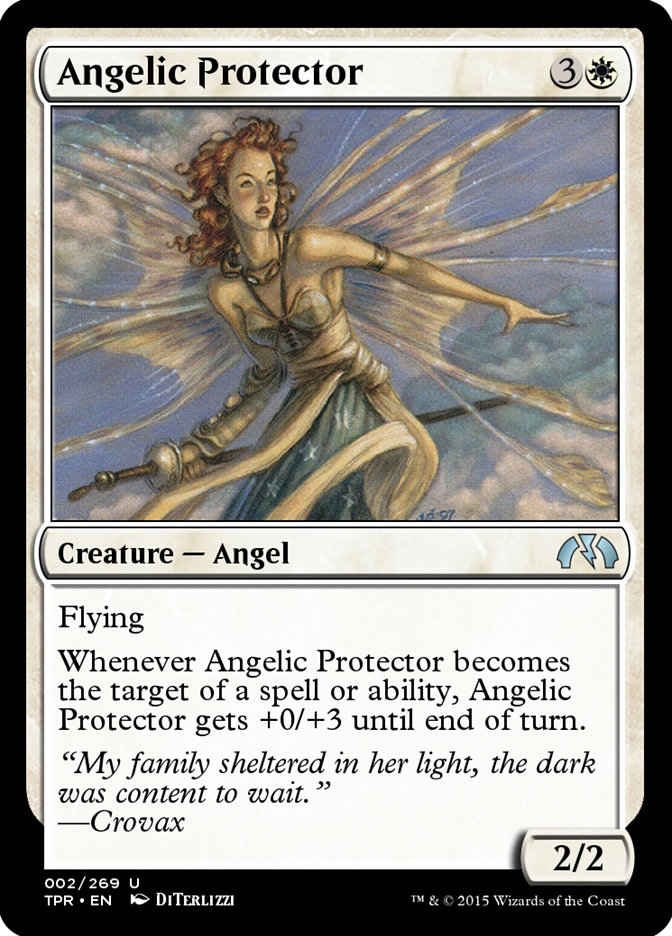 Angelic Protector 3
Creature — Angel
Flying
Whenever Angelic Protector becomes
the target of a spell or ability, Angelic
Protector gets +0/+3 until end of turn.
“My family sheltered in her light, the dark
was content to wait.”
—Crovax
2/2
002/269 U
TPR • EN DiTerlizzi
™ & © 2015 Wizards of the Coast